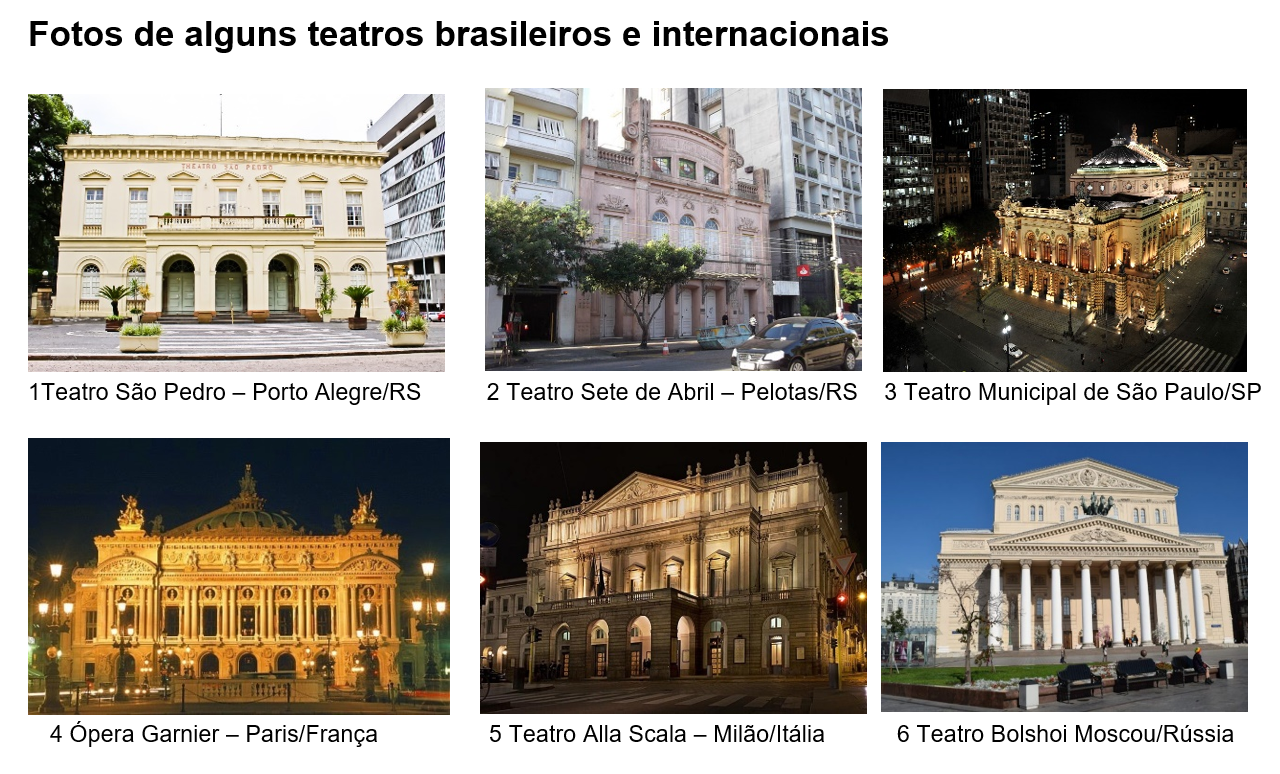 Fotos de alguns teatros brasileiros e internacionais
THEATRO SÃO PEDRO
1Teatro São Pedro – Porto Alegre/RS
2 Teatro Sete de Abril – Pelotas/RS
3 Teatro Municipal de São Paulo/SP
4 Ópera Garnier – Paris/França
5 Teatro Alla Scala – Milão/Itália
6 Teatro Bolshoi Moscou/Rússia